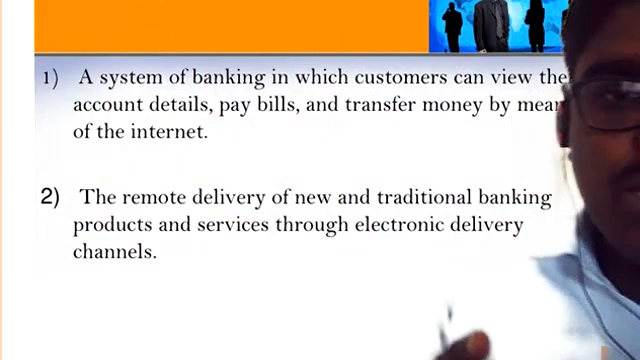 1) A system of banking in which customers can view the
account details, pay bills, and transfer money by
of the internet.
2) The remote delivery of new and traditional banking
products and services through electronic delivery
channels.